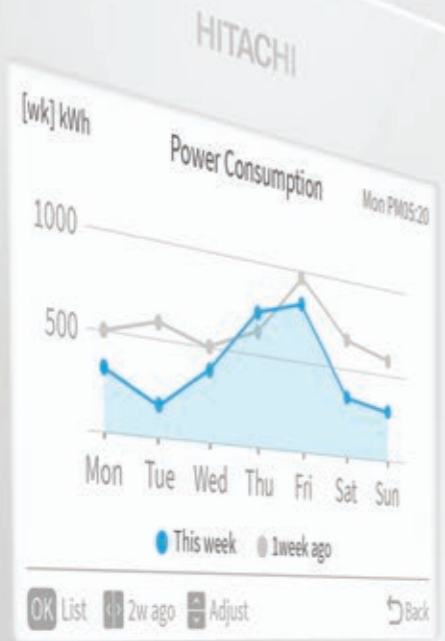 HITACHI
[wk] kWh
Power Consumption
Mon PM05:20
1000
500
Mon Tue Wed Thu Fri Sat Sun
This week 1week ago
OK List 2w ago Adjust Back